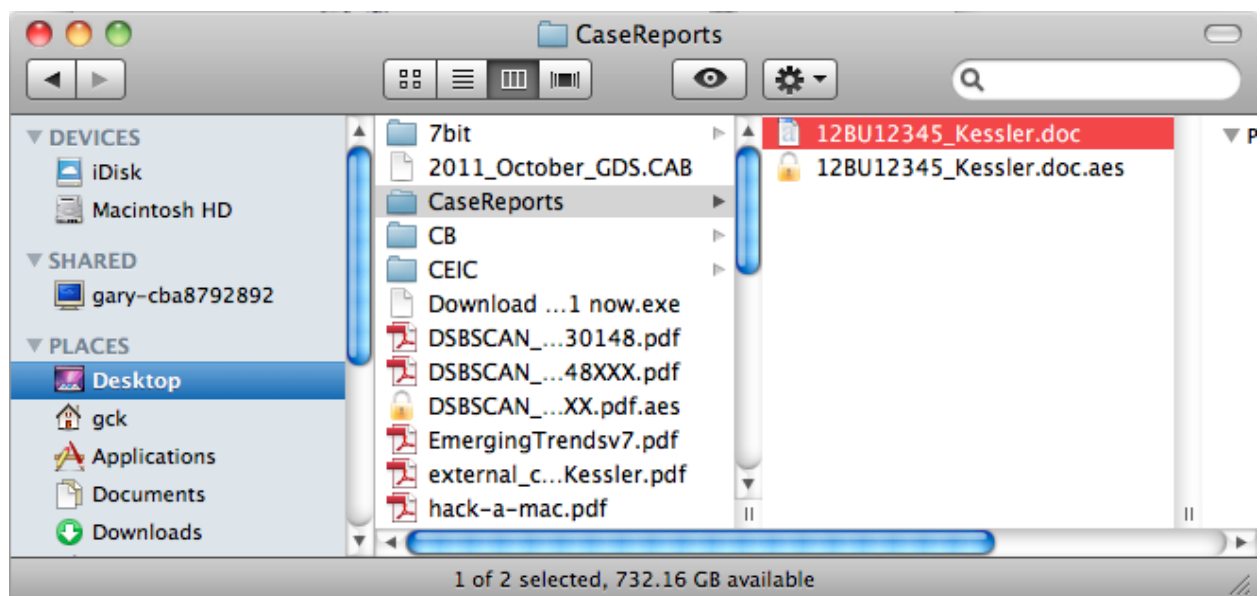 CaseReports
DEVICES
iDisk
Macintosh HD
SHARED
gary-cba8792892
PLACES
Desktop
gck
Applications
Documents
Downloads
7bit
2011_October_GDS.CAB
CaseReports
CB
CEIC
Download ...1 now.exe
DSBSCAN_...30148.pdf
DSBSCAN_...48XXX.pdf
DSBSCAN_...XX.pdf.aes
EmergingTrendsv7.pdf
external_c...Kessler.pdf
hack-a-mac.pdf
12BU12345_Kessler.doc
12BU12345_Kessler.doc.aes
1 of 2 selected, 732.16 GB available